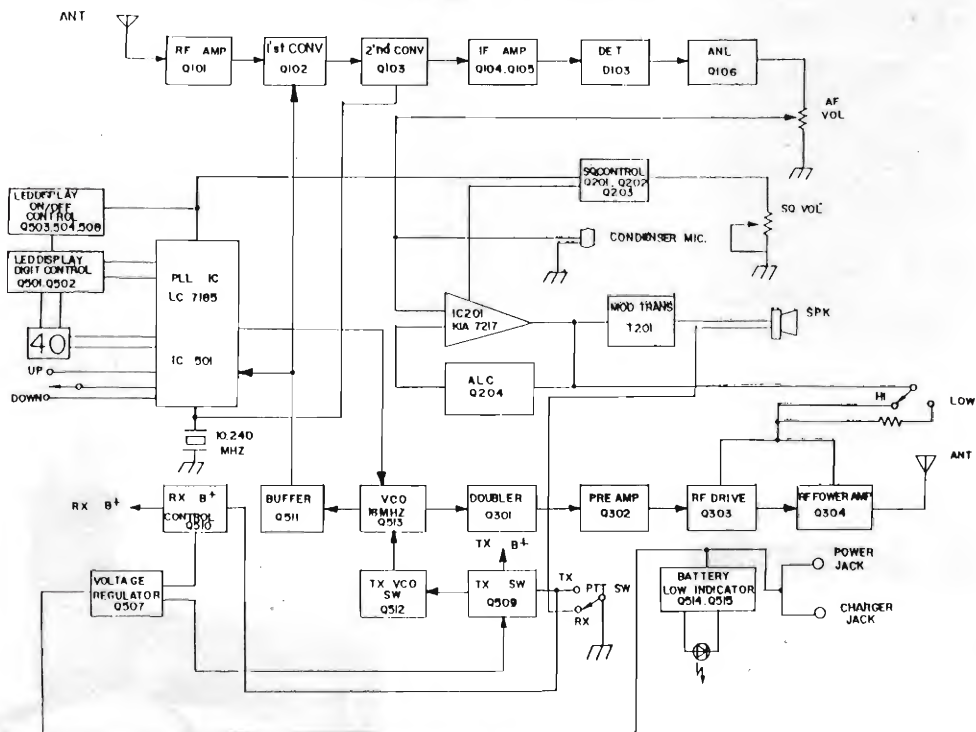 ANT
RF AMP
Q101
1'st CONV
Q102
2'nd CONV
Q103
IF AMP
Q104.Q105
DET
D103
ANL
Q106
AF
VOL
SQCONTROL
Q201, Q202
Q203
SQ VOL
CONDENSER MIC.
LED DISPLAY
ON/OFF
CONTROL
Q503,504,508
LED DISPLAY
DIGIT CONTROL
Q501.Q502
40
UP
DOWN
PLL IC
LC 7185
IC 501
10.240
MHZ
IC201
KIA 7217
MOD TRANS
T201
SPK
ALC
Q204
HI
LOW
ANT
RX B+
RX B+
CONTROL
Q510
BUFFER
Q511
VCO
18MHZ
Q513
DOUBLER
Q301
PRE AMP
Q302
RF DRIVE
Q303
RF POWER AMP
Q304
TX B+
VOLTAGE
REGULATOR
Q507
TX VCO
SW
Q512
TX SW
Q509
TX
PTT SW
RX
BATTERY
LOW INDICATOR
Q514.Q515
POWER
JACK
CHANGER
JACK